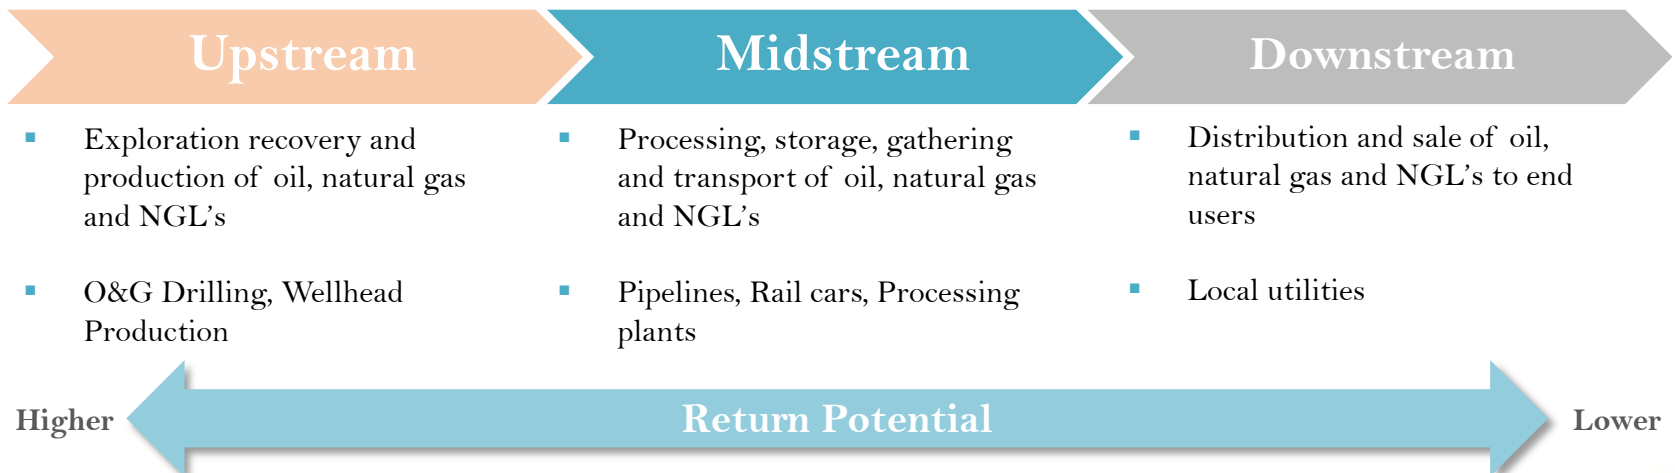 Upstream
Midstream
Downstream
▪ Exploration recovery and
production of oil, natural gas
and NGL’s
▪ O&G Drilling, Wellhead
Production
▪ Processing, storage, gathering
and transport of oil, natural gas
and NGL’s
▪ Pipelines, Rail cars, Processing
plants
▪ Distribution and sale of oil,
natural gas and NGL’s to end
users
▪ Local utilities
Higher
Return Potential
Lower